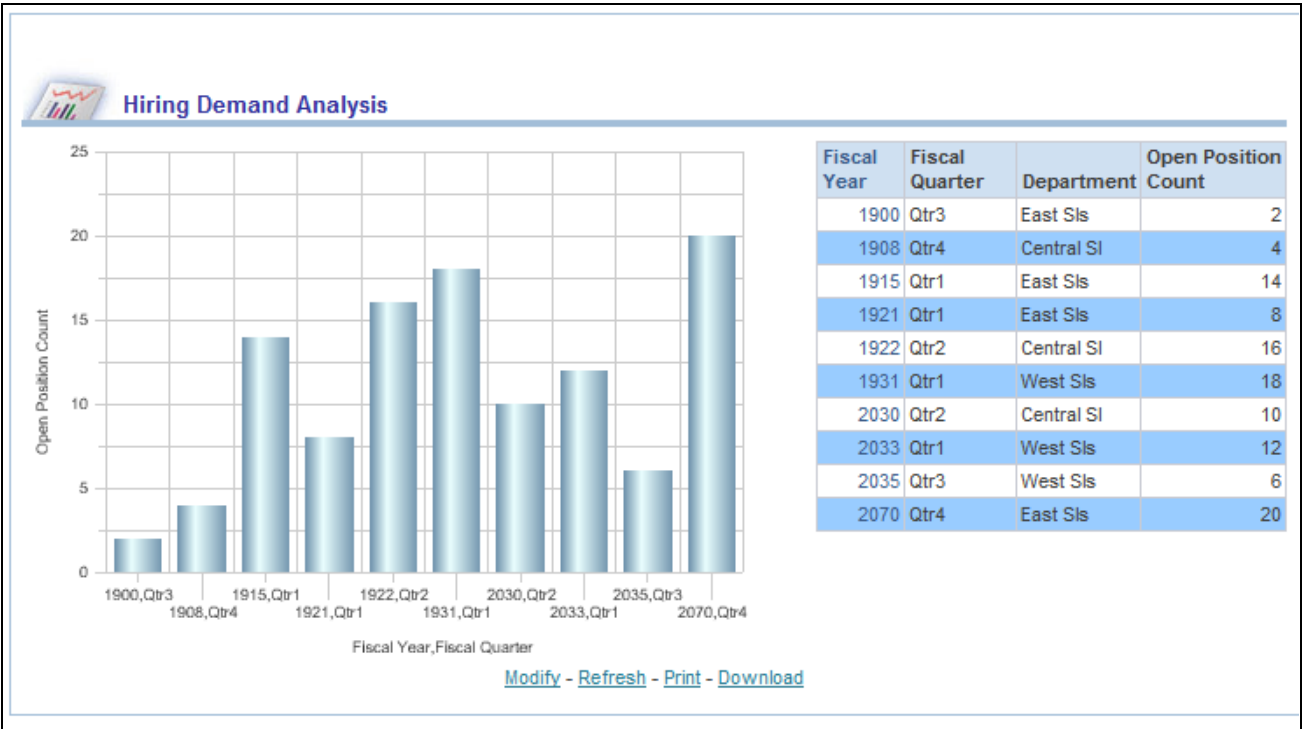 Hiring Demand Analysis
25
20
15
10
5
0
Open Position Count
1900,Qtr3 1915,Qtr1 1922,Qtr2 2030,Qtr2 2035,Qtr3
1908,Qtr4 1921,Qtr1 1931,Qtr1 2033,Qtr1 2070,Qtr4
Fiscal Year,Fiscal Quarter
Fiscal Year Fiscal Quarter Department Open Position Count
1900 Qtr3 East Sls 2
1908 Qtr4 Central Sl 4
1915 Qtr1 East Sls 14
1921 Qtr1 East Sls 8
1922 Qtr2 Central Sl 16
1931 Qtr1 West Sls 18
2030 Qtr2 Central Sl 10
2033 Qtr1 West Sls 12
2035 Qtr3 West Sls 6
2070 Qtr4 East Sls 20
Modify - Refresh - Print - Download